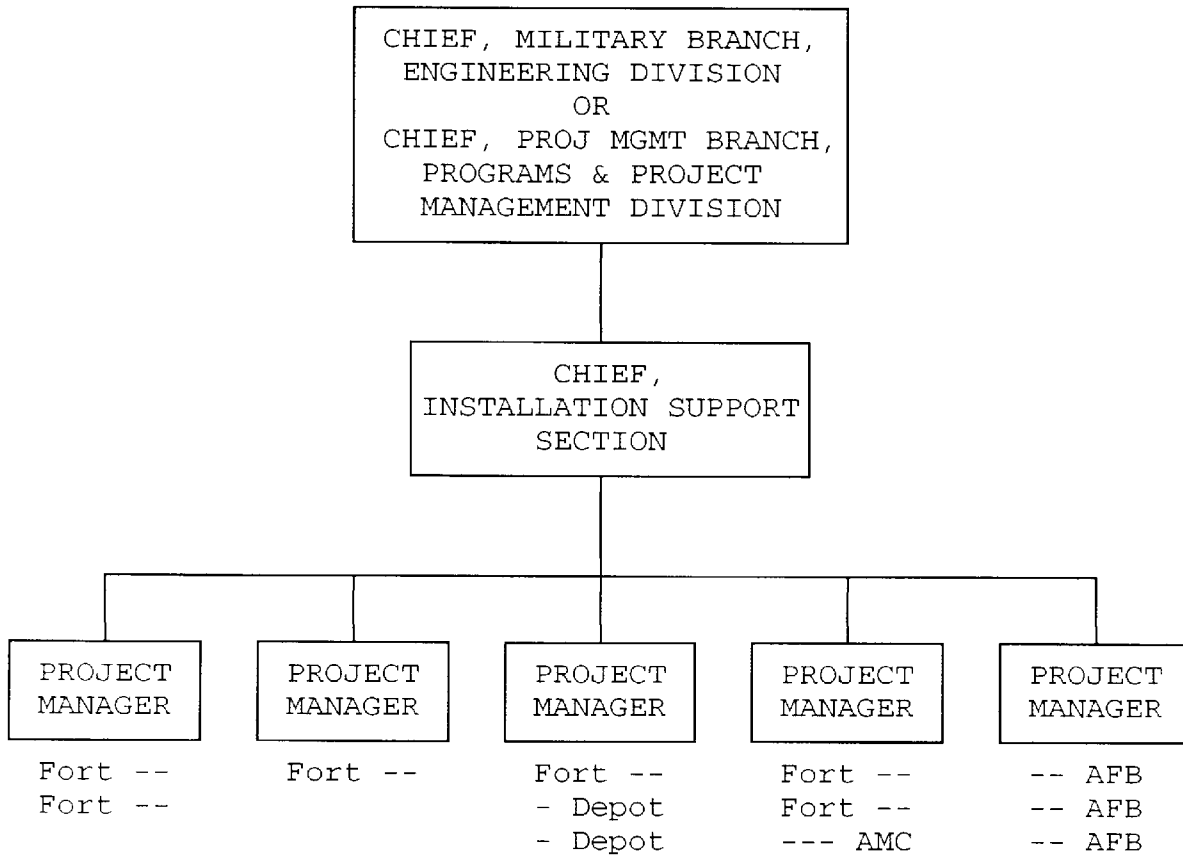 CHIEF, MILITARY BRANCH,
ENGINEERING DIVISION
OR
CHIEF, PROJ MGMT BRANCH,
PROGRAMS & PROJECT
MANAGEMENT DIVISION
CHIEF,
INSTALLATION SUPPORT
SECTION
PROJECT
MANAGER
Fort --
Fort --
PROJECT
MANAGER
Fort --
PROJECT
MANAGER
Fort --
- Depot
- Depot
PROJECT
MANAGER
Fort --
Fort --
--- AMC
PROJECT
MANAGER
-- AFB
-- AFB
-- AFB